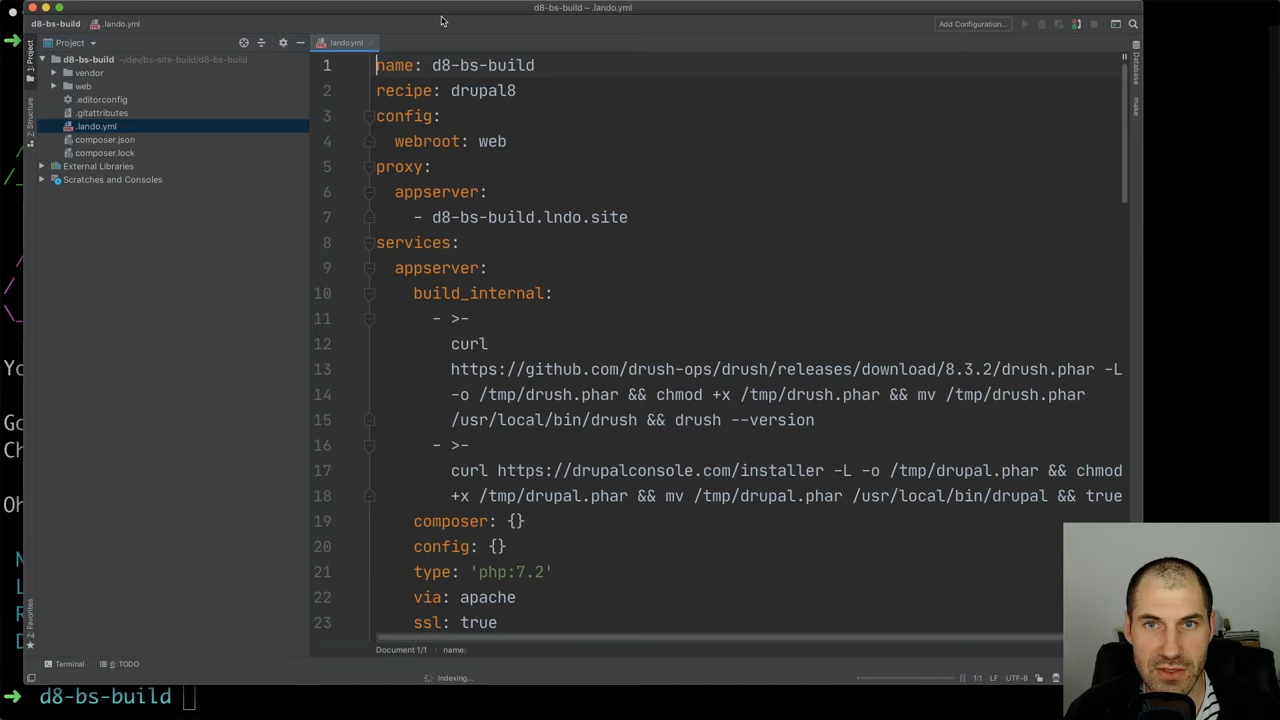 d8-bs-build – .lando.yml
d8-bs-build .lando.yml Add Configuration...
Project
.lando.yml
d8-bs-build ~/dev/bs-site-build/d8-bs-build
vendor
web
.editorconfig
.gitattributes
.lando.yml
composer.json
composer.lock
External Libraries
Scratches and Consoles
1: Project
7: Structure
2: Favorites
Database
make
1 name: d8-bs-build
2 recipe: drupal8
3 config:
4 webroot: web
5 proxy:
6 appserver:
7 - d8-bs-build.lndo.site
8 services:
9 appserver:
10 build_internal:
11 - >-
12 curl
13 https://github.com/drush-ops/drush/releases/download/8.3.2/drush.phar -L
14 -o /tmp/drush.phar && chmod +x /tmp/drush.phar && mv /tmp/drush.phar
15 /usr/local/bin/drush && drush --version
16 - >-
17 curl https://drupalconsole.com/installer -L -o /tmp/drupal.phar && chmod
18 +x /tmp/drupal.phar && mv /tmp/drupal.phar /usr/local/bin/drupal && true
19 composer: {}
20 config: {}
21 type: 'php:7.2'
22 via: apache
23 ssl: true
Document 1/1 name:
Terminal 6: TODO
Indexing... 1:1 LF UTF-8
➜ d8-bs-build